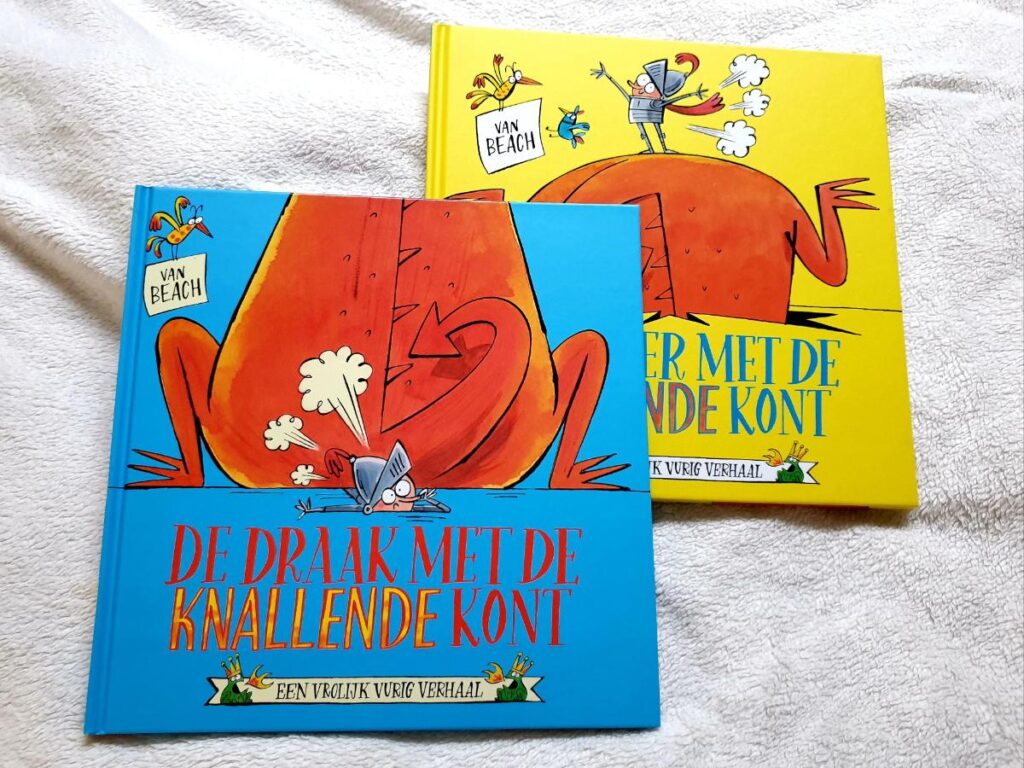 VAN
BEACH
DE DRAAK MET DE
KNALLENDE KONT
EEN VROLIJK VURIG VERHAAL
VAN
BEACH
ER MET DE
NDE KONT
JK VURIG VERHAAL